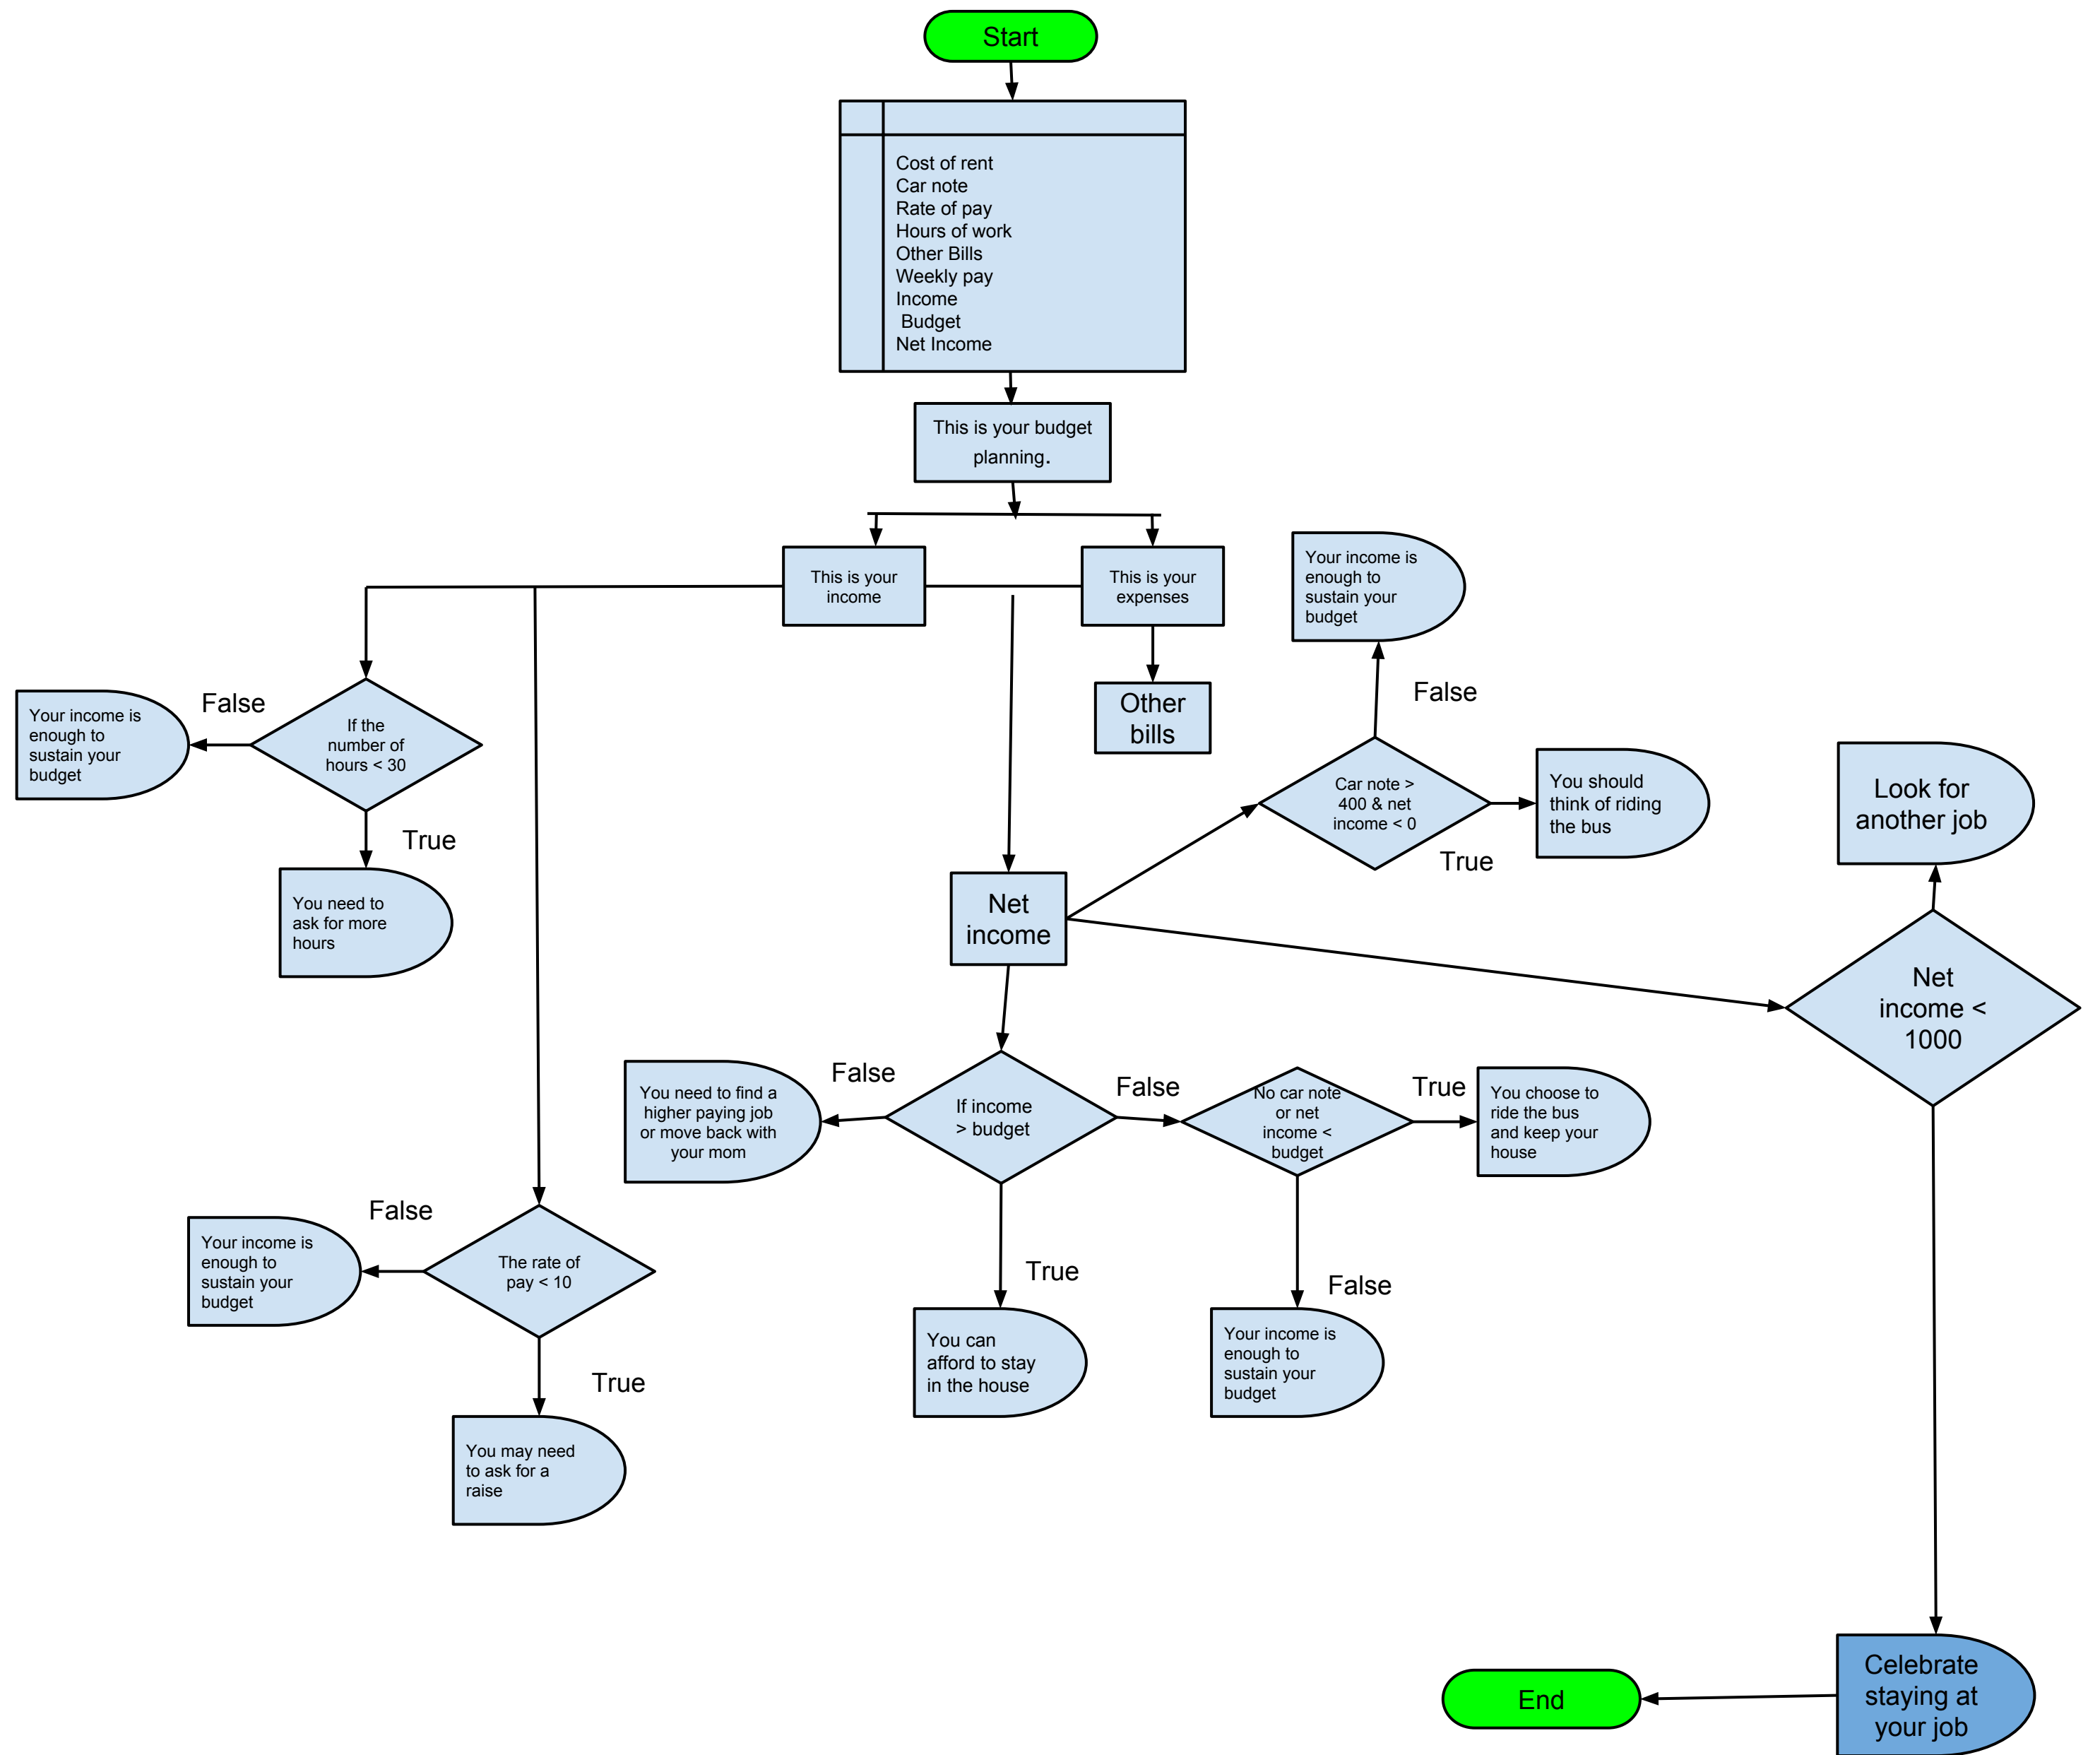 Start
Cost of rent
Car note
Rate of pay
Hours of work
Other Bills
Weekly pay
Income
Budget
Net Income
This is your budget
planning.
This is your
income
This is your
expenses
Your income is
enough to
sustain your
budget
False
Other
bills
Your income is
enough to
sustain your
budget
False
If the
number of
hours < 30
True
You need to
ask for more
hours
Car note >
400 & net
income < 0
True
You should
think of riding
the bus
Look for
another job
Net
income
Net
income <
1000
You need to find a
higher paying job
or move back with
your mom
False
If income
> budget
False
No car note
or net
income <
budget
True
You choose to
ride the bus
and keep your
house
True
You can
afford to stay
in the house
False
Your income is
enough to
sustain your
budget
False
Your income is
enough to
sustain your
budget
The rate of
pay < 10
True
You may need
to ask for a
raise
Celebrate
staying at
your job
End